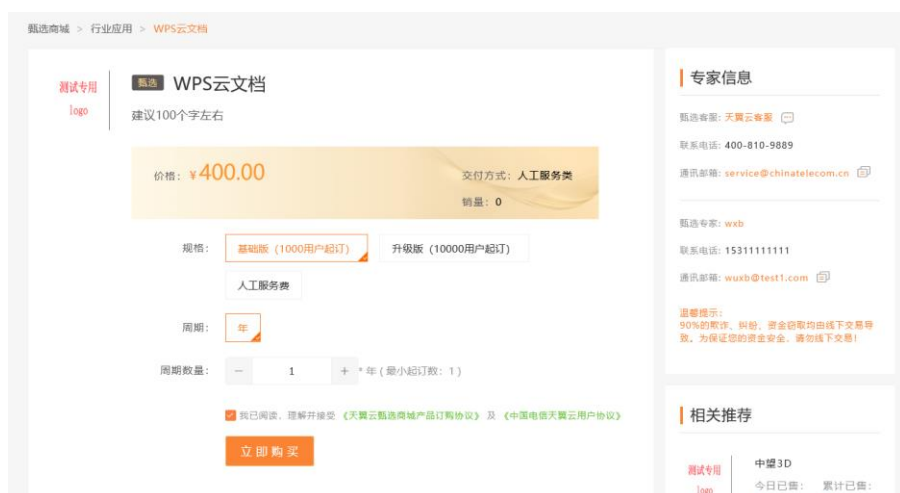 甄选商城 > 行业应用 > WPS云文档
测试专用
logo
甄选 WPS云文档
建议100个字左右
价格: ¥400.00
交付方式: 人工服务类
销量: 0
规格:
基础版（1000用户起订）
升级版（10000用户起订）
人工服务费
周期:
年
周期数量:
— 1 + * 年 ( 最小起订数: 1 )
我已阅读、理解并接受 《天翼云甄选商城产品订购协议》 及 《中国电信天翼云用户协议》
立即购买
专家信息
甄选客服: 天翼云客服
联系电话: 400-810-9889
通讯邮箱: service@chinatelecom.cn
甄选专家: wxb
联系电话: 15311111111
通讯邮箱: wuxb@test1.com
温馨提示:
90%的欺诈、纠纷、资金窃取均由线下交易导
致。为保证您的资金安全，请勿线下交易!
相关推荐
测试专用
logo
中望3D
今日已售: 累计已售: